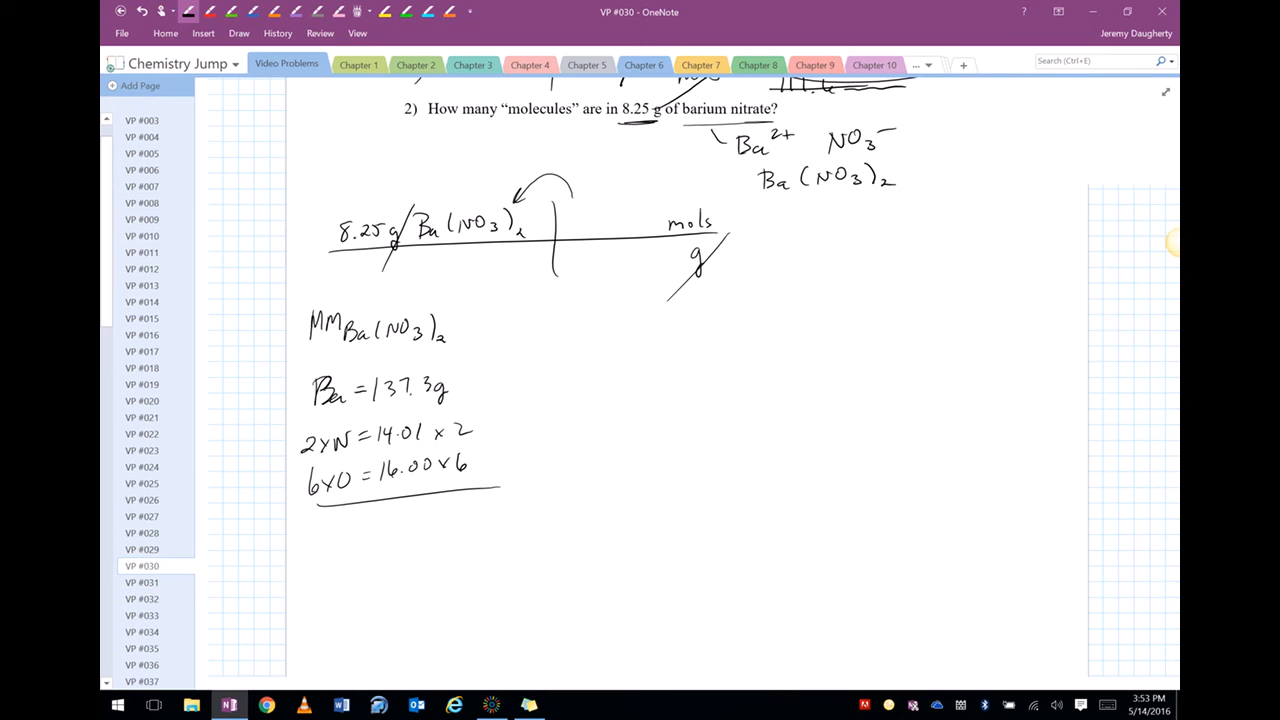 VP #030 - OneNote
?
Jeremy Daugherty
File Home Insert Draw History Review View
Chemistry Jump Video Problems Chapter 1 Chapter 2 Chapter 3 Chapter 4 Chapter 5 Chapter 6 Chapter 7 Chapter 8 Chapter 9 Chapter 10 ... +
Search (Ctrl+E)
Add Page
VP #003
VP #004
VP #005
VP #006
VP #007
VP #008
VP #009
VP #010
VP #011
VP #012
VP #013
VP #014
VP #015
VP #016
VP #017
VP #018
VP #019
VP #020
VP #021
VP #022
VP #023
VP #024
VP #025
VP #026
VP #027
VP #028
VP #029
VP #030
VP #031
VP #032
VP #033
VP #034
VP #035
VP #036
VP #037
2) How many “molecules” are in 8.25 g of barium nitrate?
Ba²⁺ NO₃⁻
Ba(NO₃)₂
8.25g Ba(NO₃)₂ mols
g
MM Ba(NO₃)₂
Ba = 137.3g
2xN = 14.01 x 2
6xO = 16.00 x 6
3:53 PM
5/14/2016